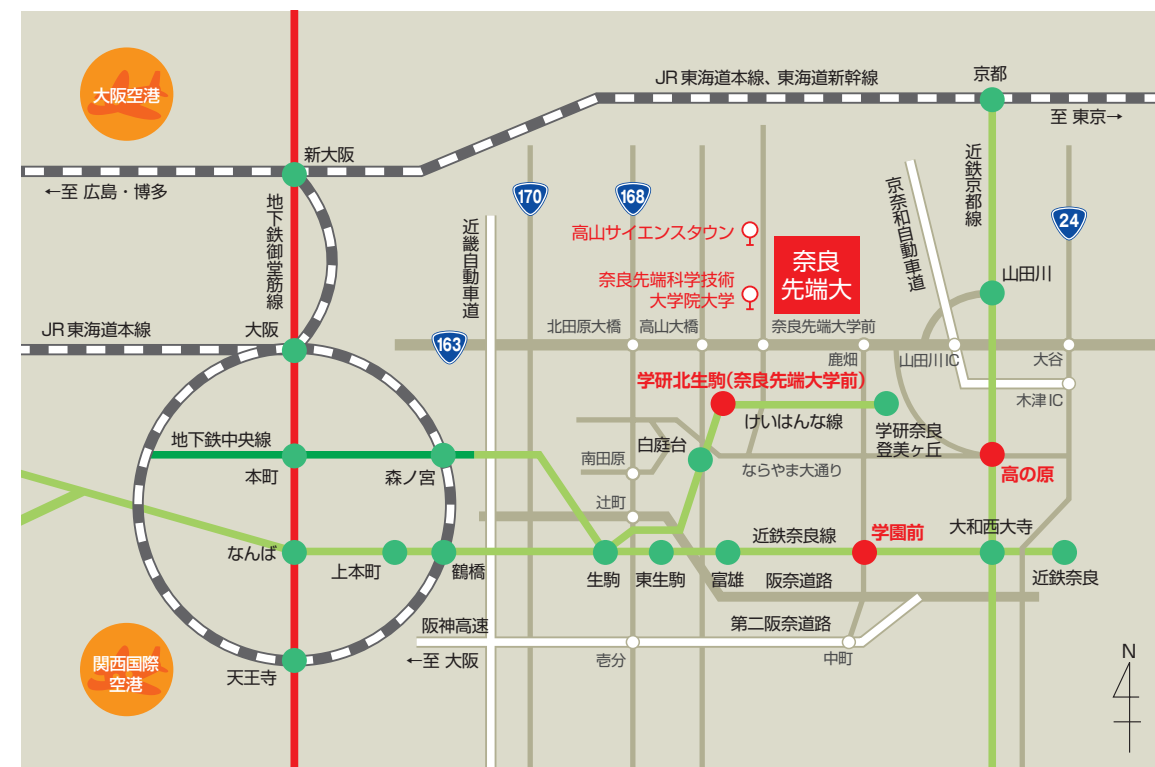 大阪空港
JR東海道本線、東海道新幹線
京都
至 東京→
新大阪
←至 広島・博多
地下鉄御堂筋線
近畿自動車道
170
168
高山サイエンスタウン
奈良先端科学技術
大学院大学
奈良
先端大
京奈和自動車道
近鉄京都線
24
山田川
JR東海道本線
大阪
163
北田原大橋
高山大橋
奈良先端大学前
鹿畑
山田川IC
大谷
木津IC
学研北生駒(奈良先端大学前)
けいはんな線
学研奈良
登美ヶ丘
地下鉄中央線
本町
森ノ宮
白庭台
南田原
ならやま大通り
高の原
辻町
なんば
上本町
鶴橋
生駒
東生駒
富雄
近鉄奈良線
学園前
大和西大寺
近鉄奈良
阪奈道路
阪神高速
第二阪奈道路
←至 大阪
壱分
中町
関西国際
空港
天王寺
N